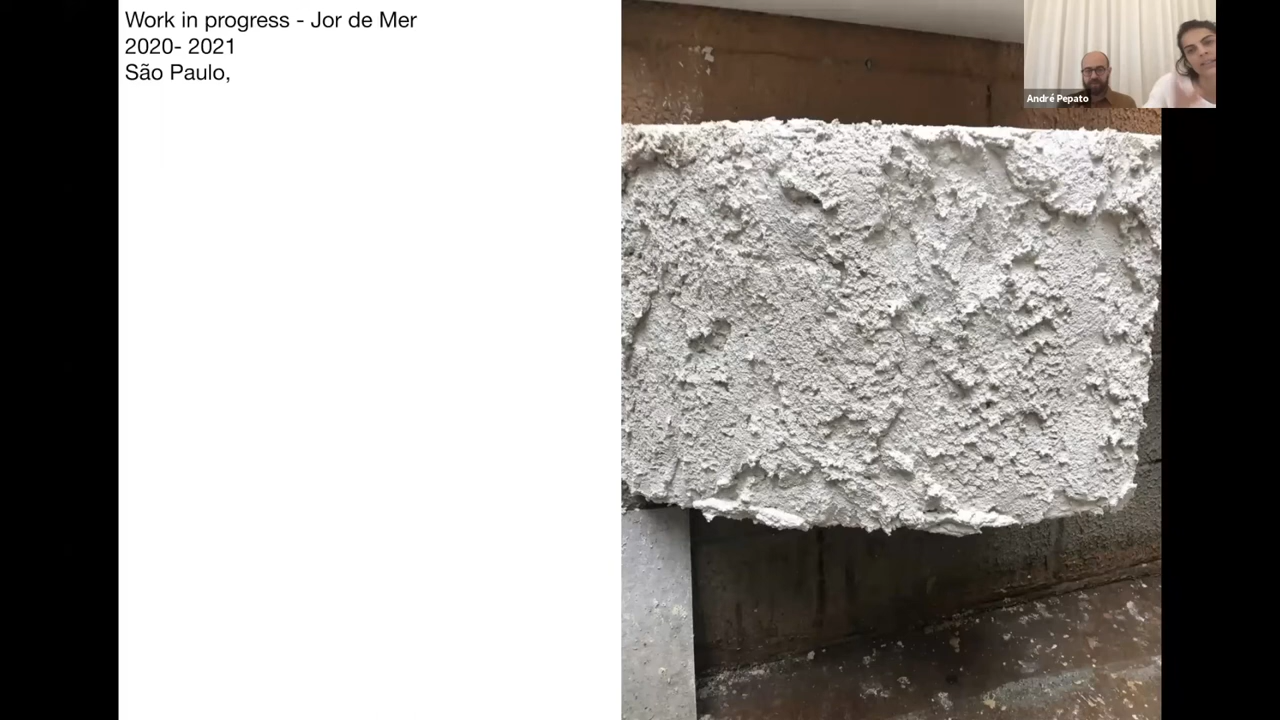 Work in progress - Jor de Mer
2020- 2021
São Paulo,
André Pepato